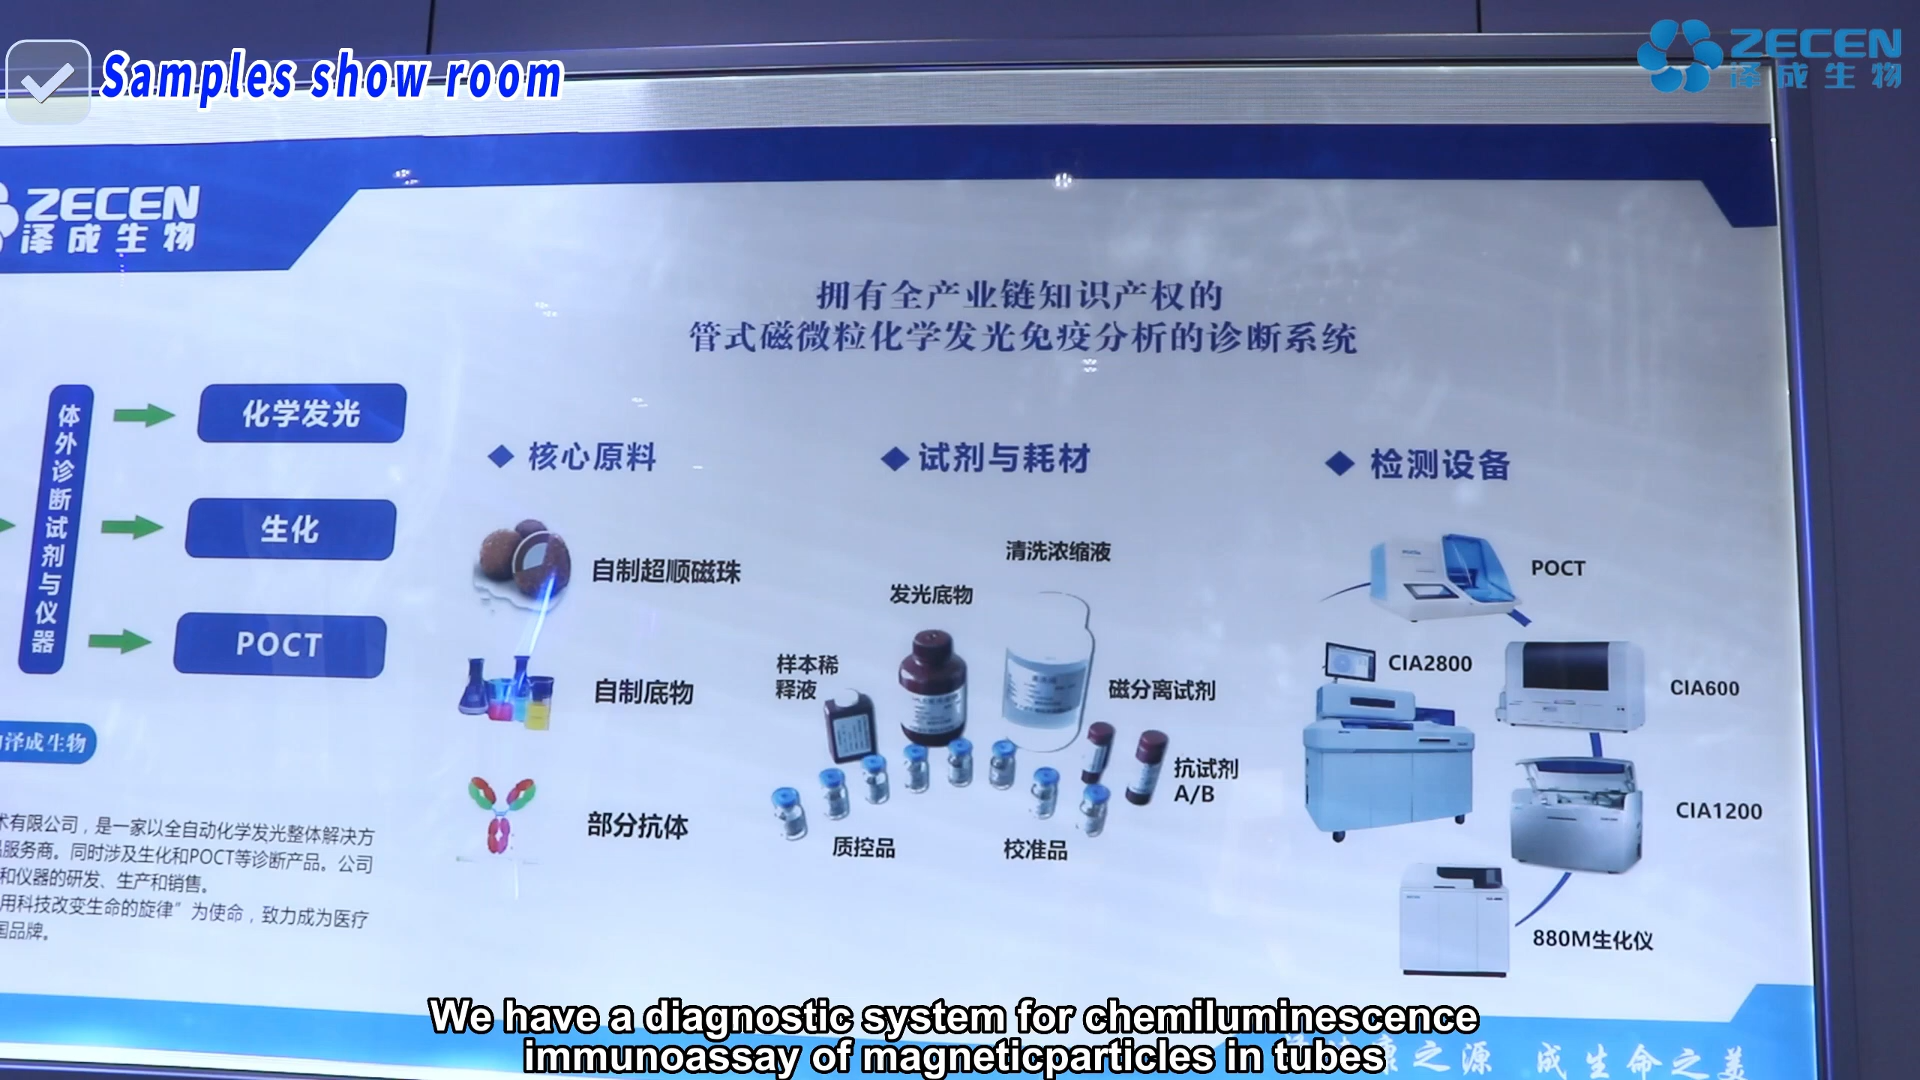 Samples show room
ZECEN
泽成生物
ZECEN
泽成生物
拥有全产业链知识产权的
管式磁微粒化学发光免疫分析的诊断系统
体外诊断试剂与仪器
化学发光
生化
POCT
泽成生物
术有限公司，是一家以全自动化学发光整体解决方
服务商。同时涉及生化和POCT等诊断产品。公司
和仪器的研发、生产和销售。
用科技改变生命的旋律”为使命，致力成为医疗
国品牌。
核心原料
自制超顺磁珠
自制底物
部分抗体
试剂与耗材
清洗浓缩液
发光底物
样本稀
释液
磁分离试剂
抗试剂
A/B
质控品
校准品
检测设备
POCT
CIA2800
CIA600
CIA1200
880M生化仪
We have a diagnostic system for chemiluminescence
immunoassay of magneticparticles in tubes
康之源 成生命之美